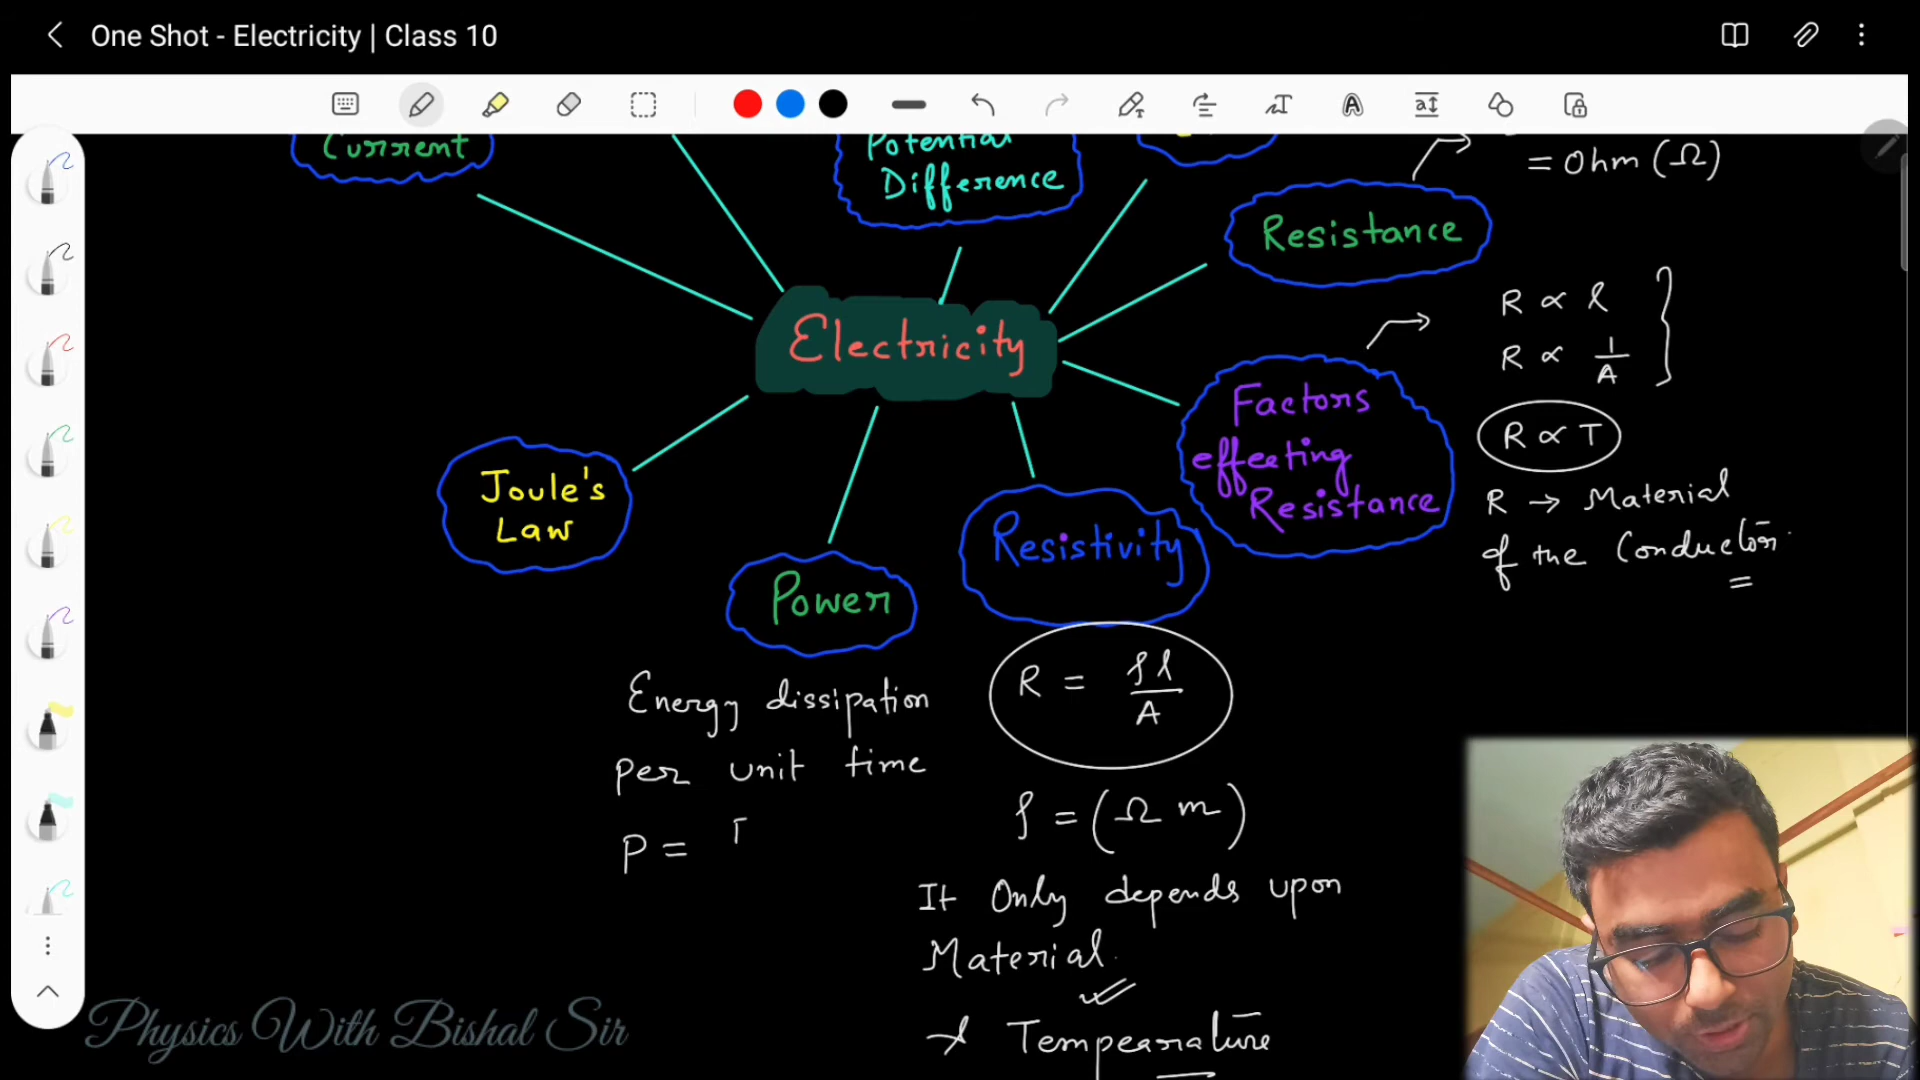 One Shot - Electricity | Class 10
Current
Potential
Difference
= Ohm (Ω)
Resistance
Electricity
R ∝ l
R ∝ 1/A
Factors
effecting
Resistance
R ∝ T
R → Material
of the Conductor
Joule's
Law
Resistivity
Power
R = ρl/A
Energy dissipation
per unit time
P =
ρ = (Ω m)
It Only depends upon
Material
Temperature
Physics With Bishal Sir